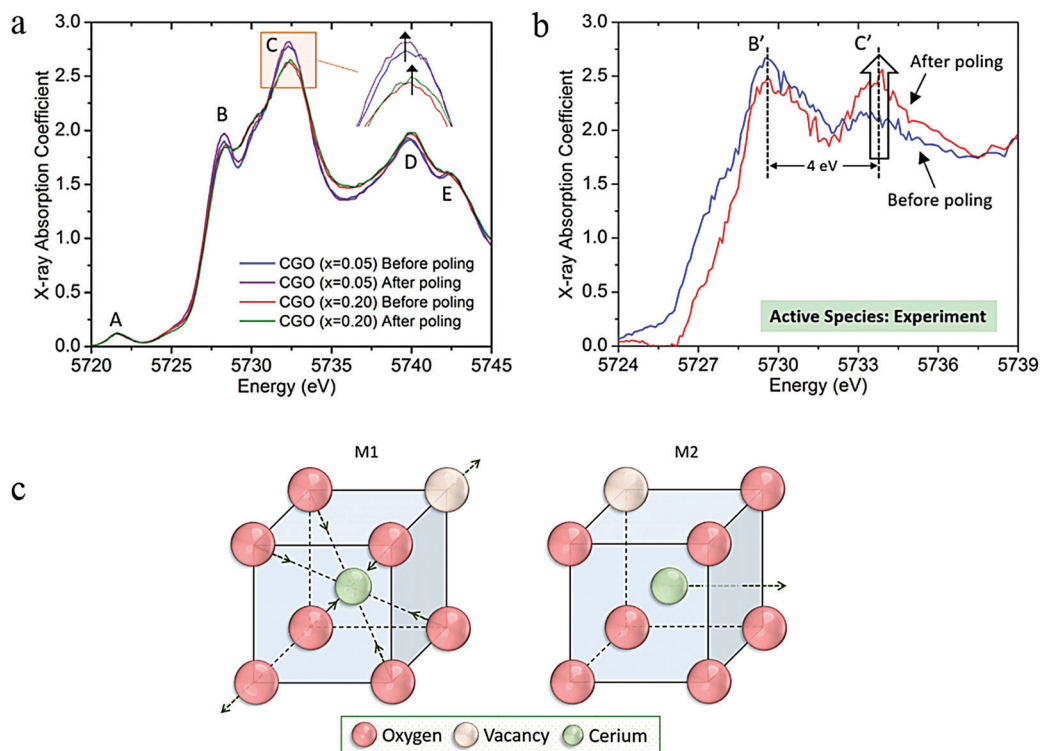 a
X-ray Absorption Coefficient
3.0
2.5
2.0
1.5
1.0
0.5
0.0
A
B
C
D
E
CGO (x=0.05) Before poling
CGO (x=0.05) After poling
CGO (x=0.20) Before poling
CGO (x=0.20) After poling
5720 5725 5730 5735 5740 5745
Energy (eV)
b
X-ray Absorption Coefficient
3.0
2.5
2.0
1.5
1.0
0.5
0.0
B’
C’
After poling
4 eV
Before poling
Active Species: Experiment
5724 5727 5730 5733 5736 5739
Energy (eV)
c
M1
M2
Oxygen Vacancy Cerium